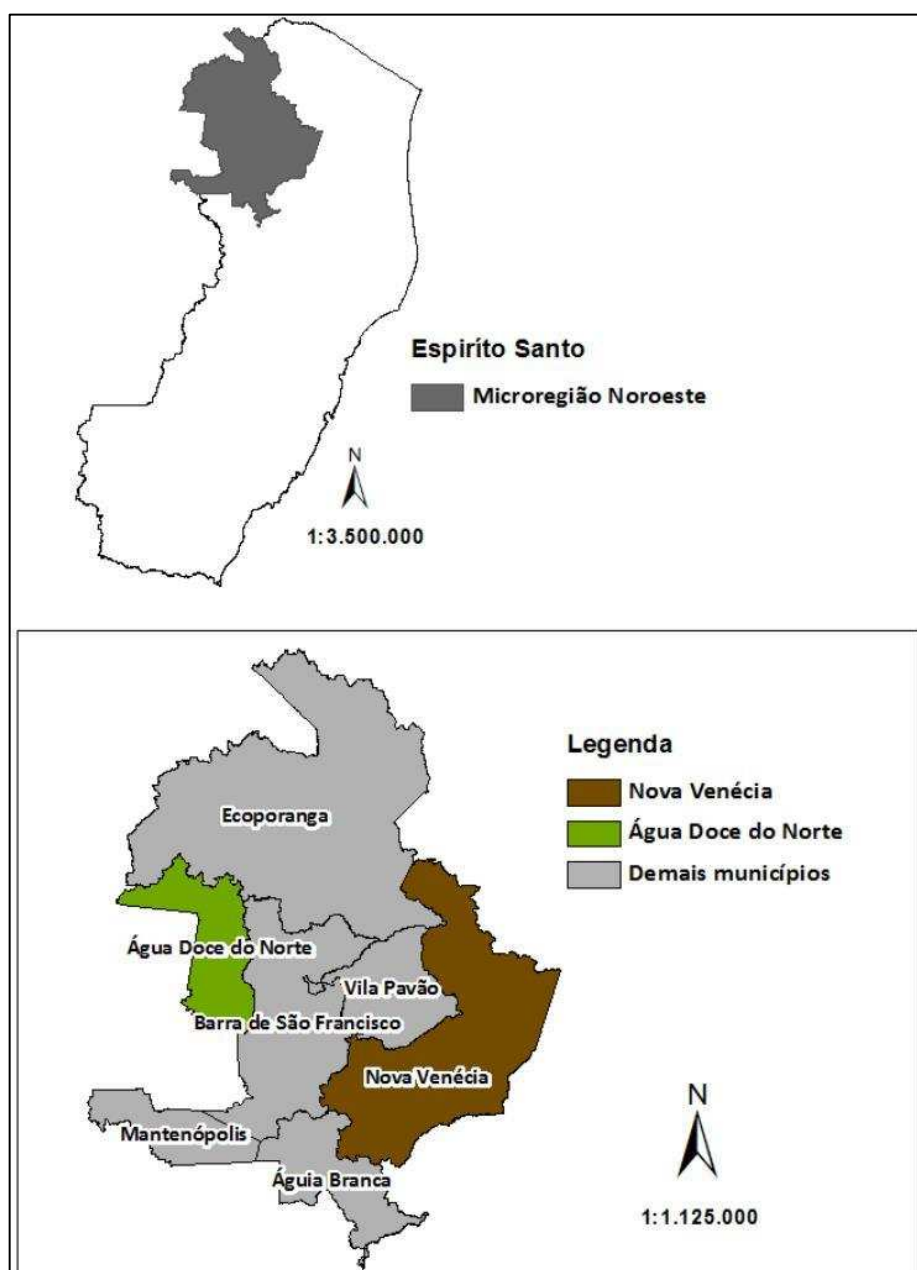 Espiríto Santo
Microregião Noroeste
N
1:3.500.000
Legenda
Nova Venécia
Água Doce do Norte
Demais municípios
Ecoporanga
Água Doce do Norte
Vila Pavão
Barra de São Francisco
Nova Venécia
Mantenópolis
Águia Branca
N
1:1.125.000